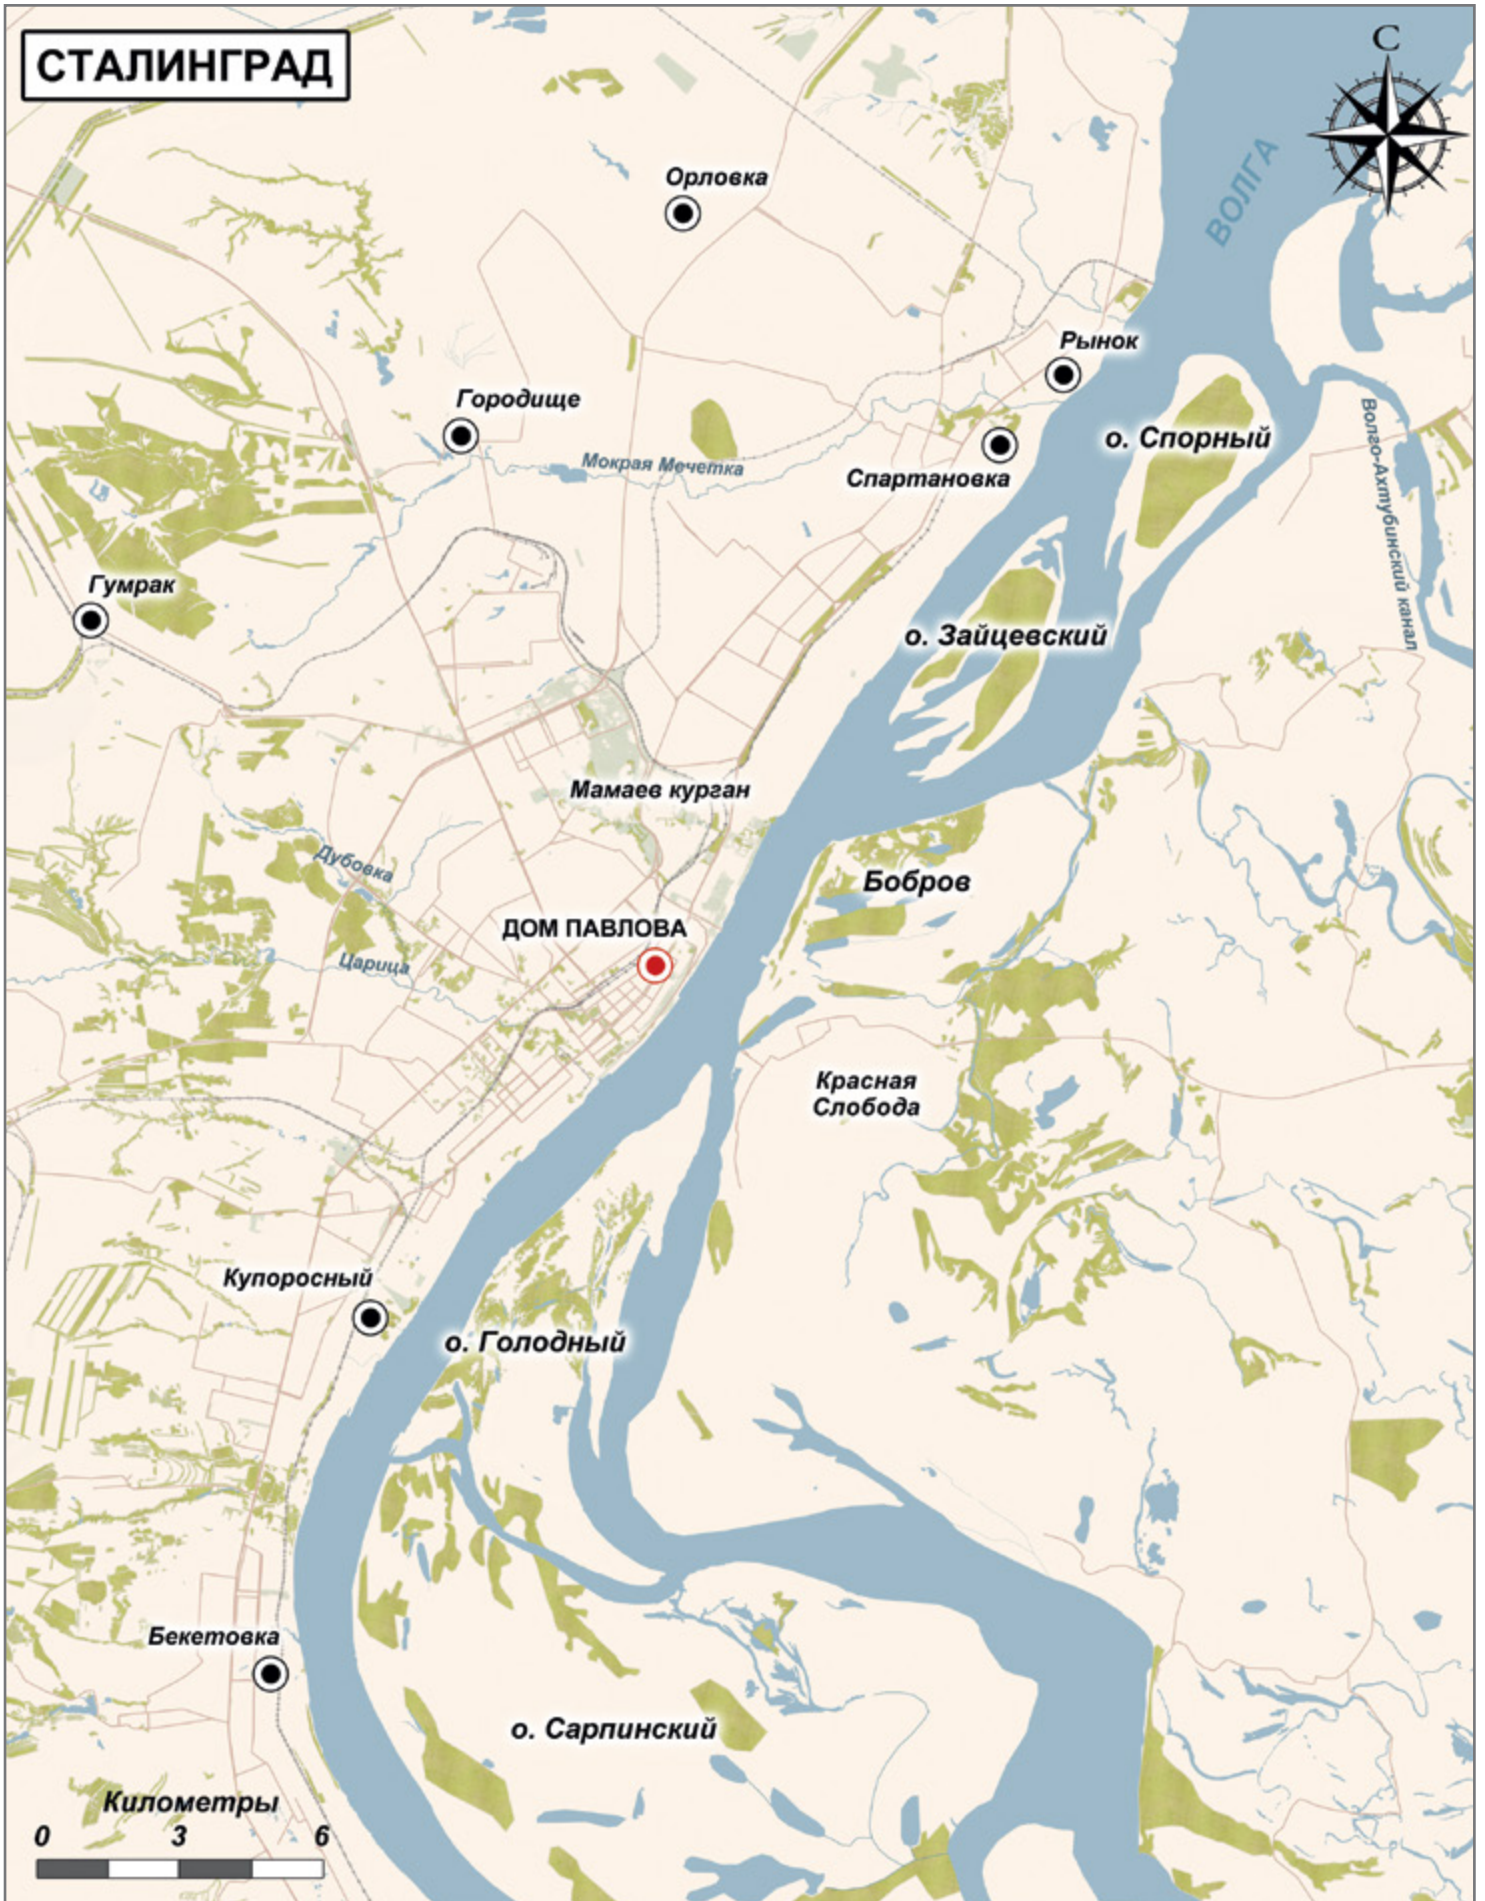 СТАЛИНГРАД
С
ВОЛГА
Орловка
Рынок
Городище
о. Спорный
Мокрая Мечетка
Спартановка
Волго-Ахтубинский канал
Гумрак
о. Зайцевский
Мамаев курган
Дубовка
Бобров
ДОМ ПАВЛОВА
Царица
Красная
Слобода
Купоросный
о. Голодный
Бекетовка
о. Сарпинский
Километры
0 3 6